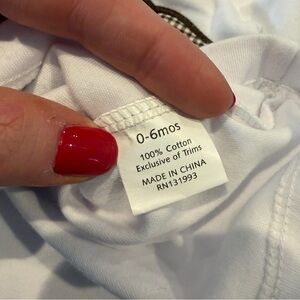 0-6mos
100% Cotton
Exclusive of Trims
MADE IN CHINA
RN131993